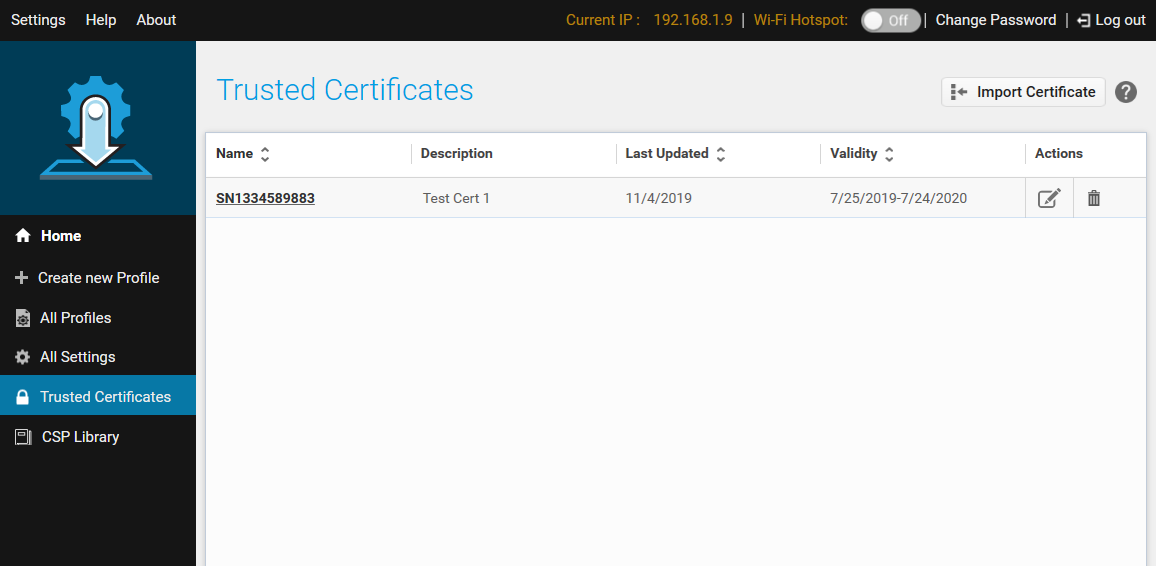 Settings Help About Current IP : 192.168.1.9 | Wi-Fi Hotspot: Off | Change Password | Log out
Trusted Certificates
Import Certificate ?
Name Description Last Updated Validity Actions
SN1334589883 Test Cert 1 11/4/2019 7/25/2019-7/24/2020
Home
Create new Profile
All Profiles
All Settings
Trusted Certificates
CSP Library